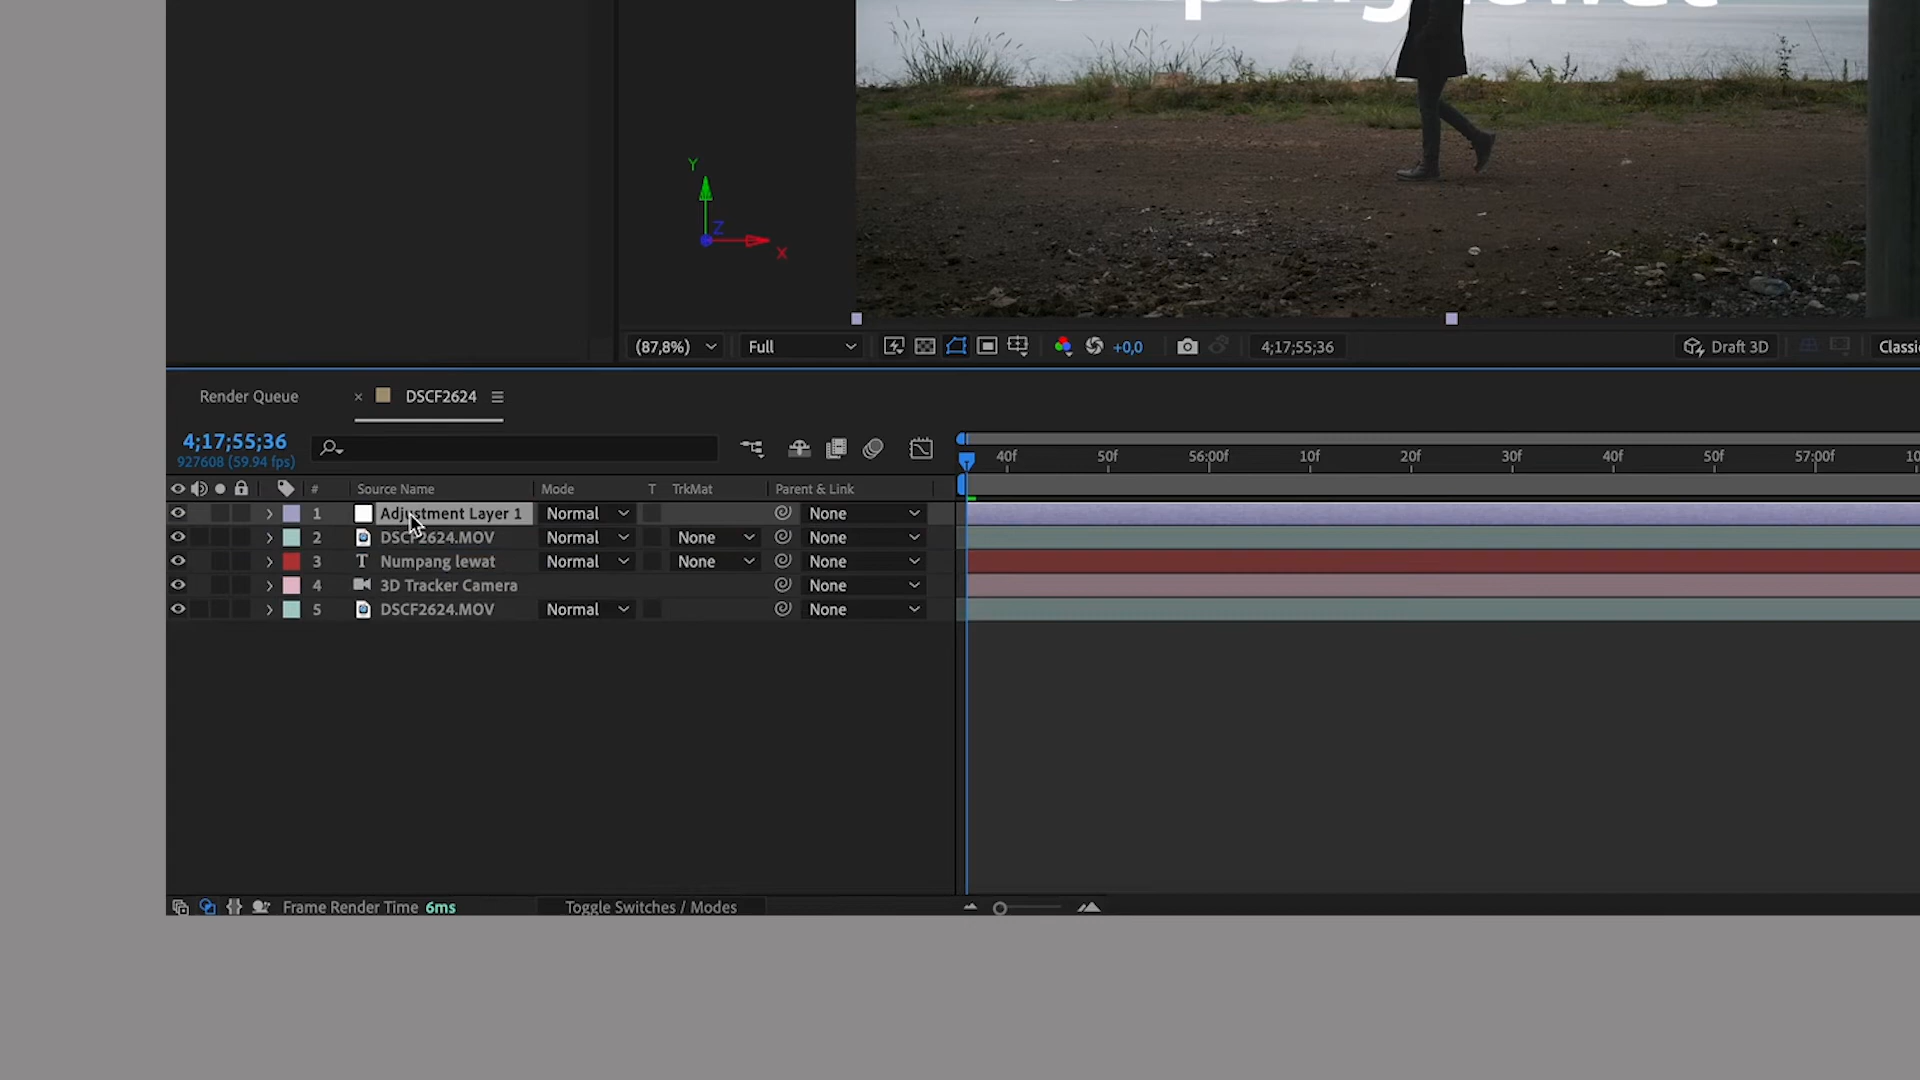 Y
Z
X
(87,8%) Full +0,0 4;17;55;36 Draft 3D
Render Queue × DSCF2624
4;17;55;36
927608 (59.94 fps)
40f 50f 56:00f 10f 20f 30f 40f 50f 57:00f
# Source Name Mode T TrkMat Parent & Link
1 Adjustment Layer 1 Normal None
2 DSCF2624.MOV Normal None None
3 T Numpang lewat Normal None None
4 3D Tracker Camera None
5 DSCF2624.MOV Normal None
Frame Render Time 6ms Toggle Switches / Modes